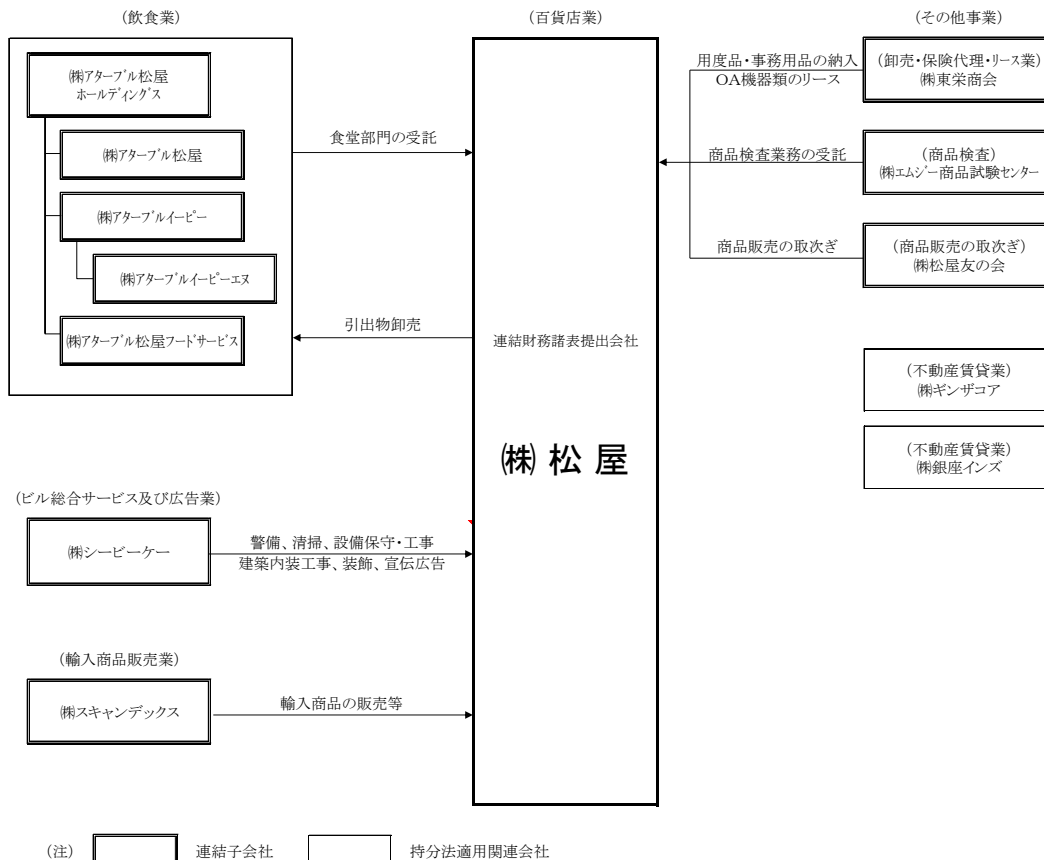 (飲食業)
㈱アターブル松屋
ホールディングス
㈱アターブル松屋
㈱アターブルイーピー
㈱アターブルイーピーエヌ
㈱アターブル松屋フードサービス
食堂部門の受託
引出物卸売
(ビル総合サービス及び広告業)
㈱シービーケー
警備、清掃、設備保守・工事
建築内装工事、装飾、宣伝広告
(輸入商品販売業)
㈱スキャンデックス
輸入商品の販売等
(百貨店業)
連結財務諸表提出会社
㈱松屋
(その他事業)
用度品・事務用品の納入
OA機器類のリース
(卸売・保険代理・リース業)
㈱東栄商会
商品検査業務の受託
(商品検査)
㈱エムジー商品試験センター
商品販売の取次ぎ
(商品販売の取次ぎ)
㈱松屋友の会
(不動産賃貸業)
㈱ギンザコア
(不動産賃貸業)
㈱銀座インズ
(注) 連結子会社 持分法適用関連会社